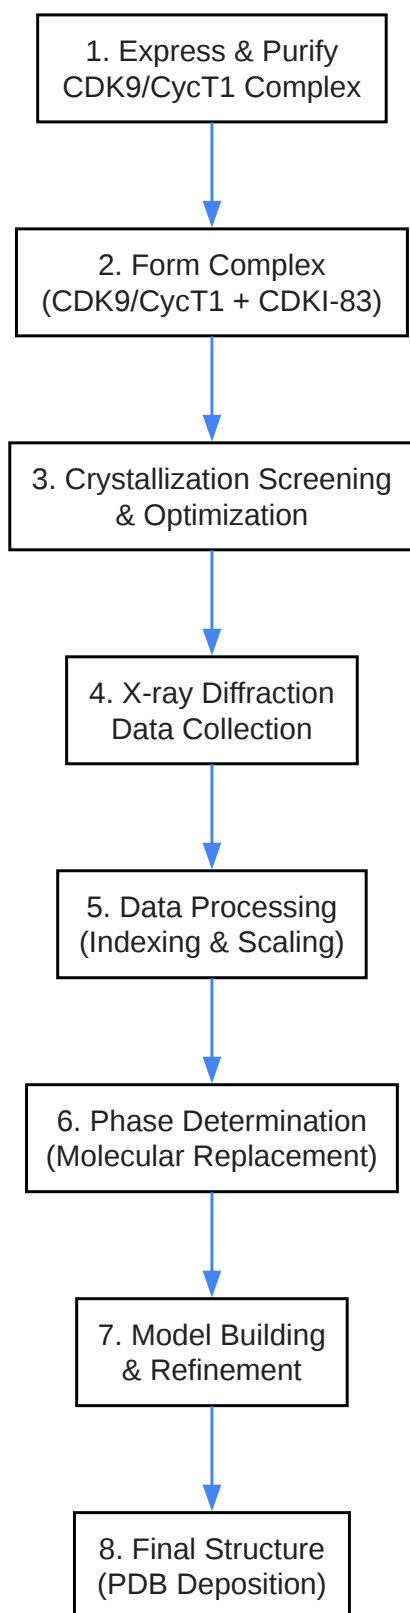 1. Express & Purify
CDK9/CycT1 Complex
2. Form Complex
(CDK9/CycT1 + CDKI-83)
3. Crystallization Screening
& Optimization
4. X-ray Diffraction
Data Collection
5. Data Processing
(Indexing & Scaling)
6. Phase Determination
(Molecular Replacement)
7. Model Building
& Refinement
8. Final Structure
(PDB Deposition)